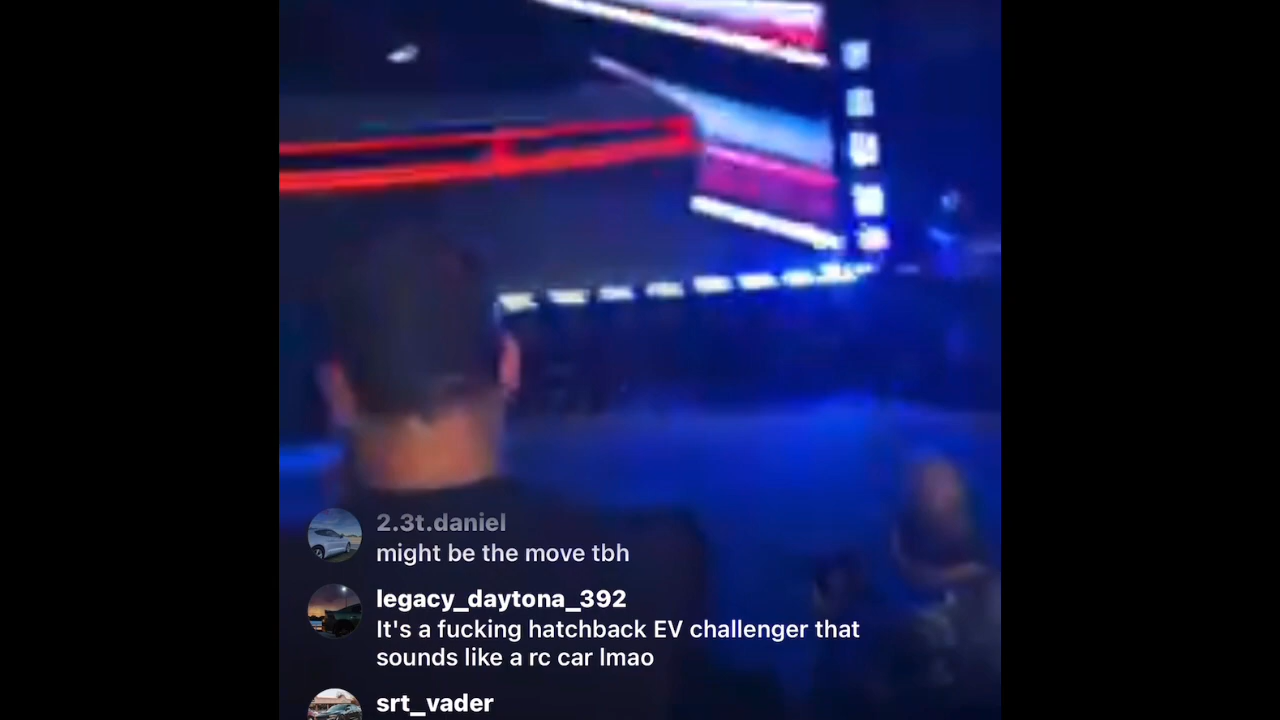 2.3t.daniel
might be the move tbh
legacy_daytona_392
It's a fucking hatchback EV challenger that
sounds like a rc car lmao
srt_vader